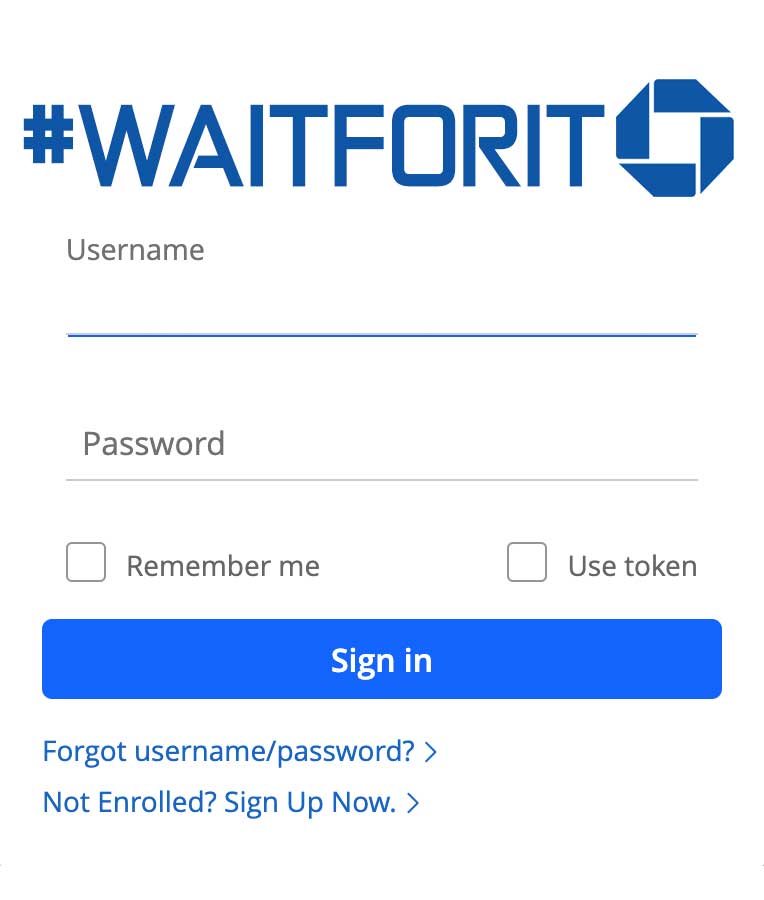 #WAITFORIT
Username
Password
Remember me
Use token
Sign in
Forgot username/password?
Not Enrolled? Sign Up Now.